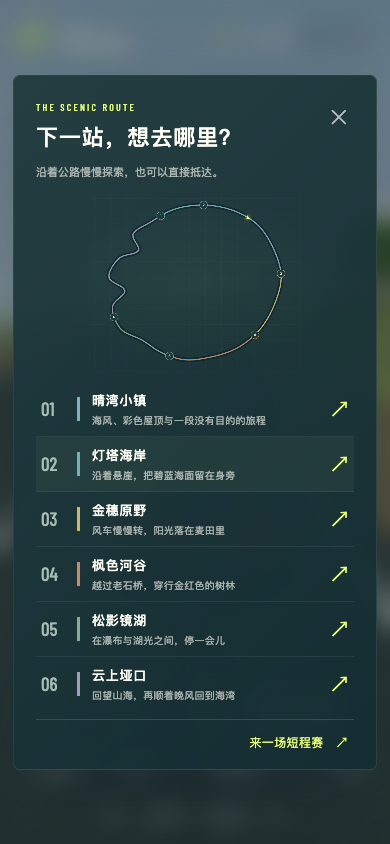 THE SCENIC ROUTE
下一站，想去哪里？
沿着公路慢慢探索，也可以直接抵达。
01 晴湾小镇
海风、彩色屋顶与一段没有目的的旅程
02 灯塔海岸
沿着悬崖，把碧蓝海面留在身旁
03 金穗原野
风车慢慢转，阳光落在麦田里
04 枫色河谷
越过老石桥，穿行金红色的树林
05 松影镜湖
在瀑布与湖光之间，停一会儿
06 云上垭口
回望山海，再顺着晚风回到海湾
来一场短程赛